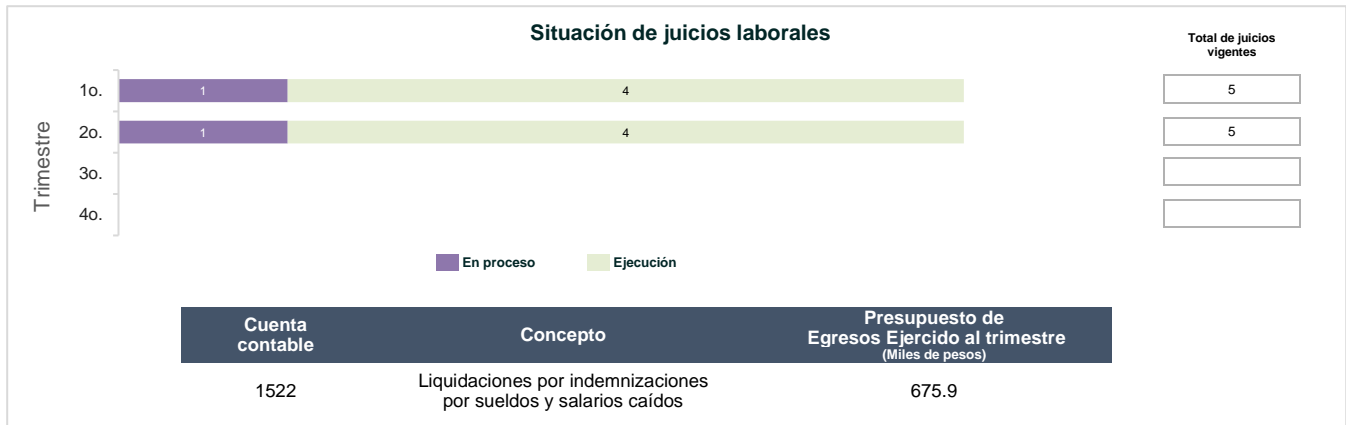 Situación de juicios laborales
Total de juicios
vigentes
Trimestre
1o.
1
4
5
2o.
1
4
5
3o.
4o.
En proceso
Ejecución
Cuenta
contable
Concepto
Presupuesto de
Egresos Ejercido al trimestre
(Miles de pesos)
1522
Liquidaciones por indemnizaciones
por sueldos y salarios caídos
675.9